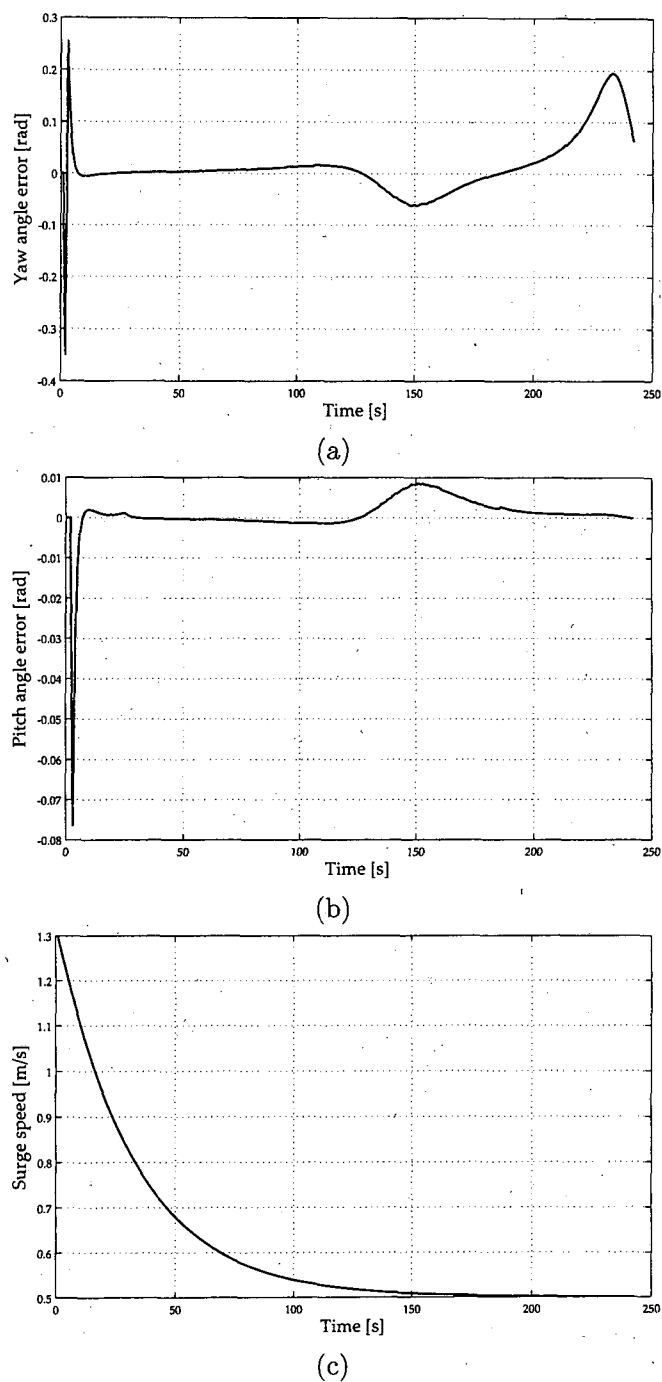 0.3
0.2
0.1
0
-0.1
-0.2
-0.3
-0.4
Yaw angle error [rad]
0 50 100 150 200 250
Time [s]
(a)
0.01
0
-0.01
-0.02
-0.03
-0.04
-0.05
-0.06
-0.07
-0.08
Pitch angle error [rad]
0 50 100 150 200 250
Time [s]
(b)
1.3
1.2
1.1
1
0.9
0.8
0.7
0.6
0.5
Surge speed [m/s]
0 50 100 150 200 250
Time [s]
(c)